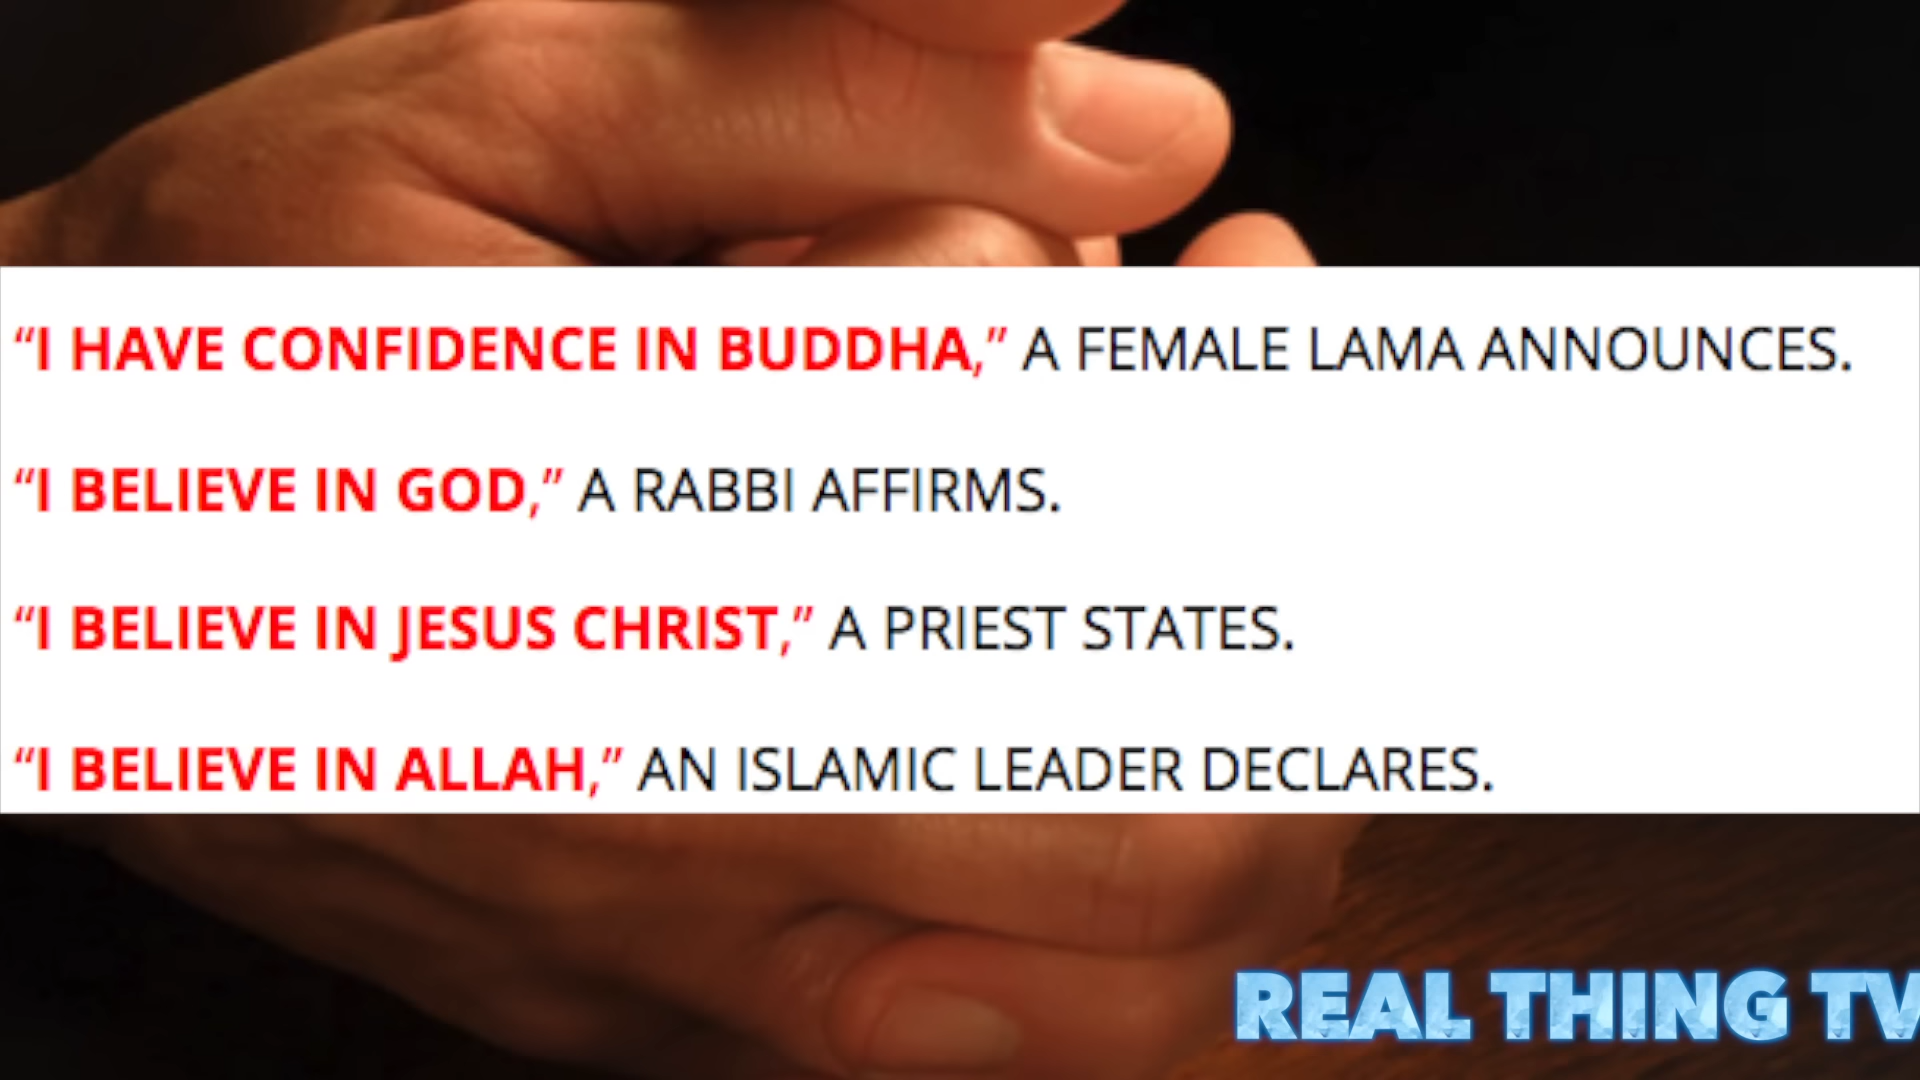 “I HAVE CONFIDENCE IN BUDDHA,” A FEMALE LAMA ANNOUNCES.
“I BELIEVE IN GOD,” A RABBI AFFIRMS.
“I BELIEVE IN JESUS CHRIST,” A PRIEST STATES.
“I BELIEVE IN ALLAH,” AN ISLAMIC LEADER DECLARES.
REAL THING TV